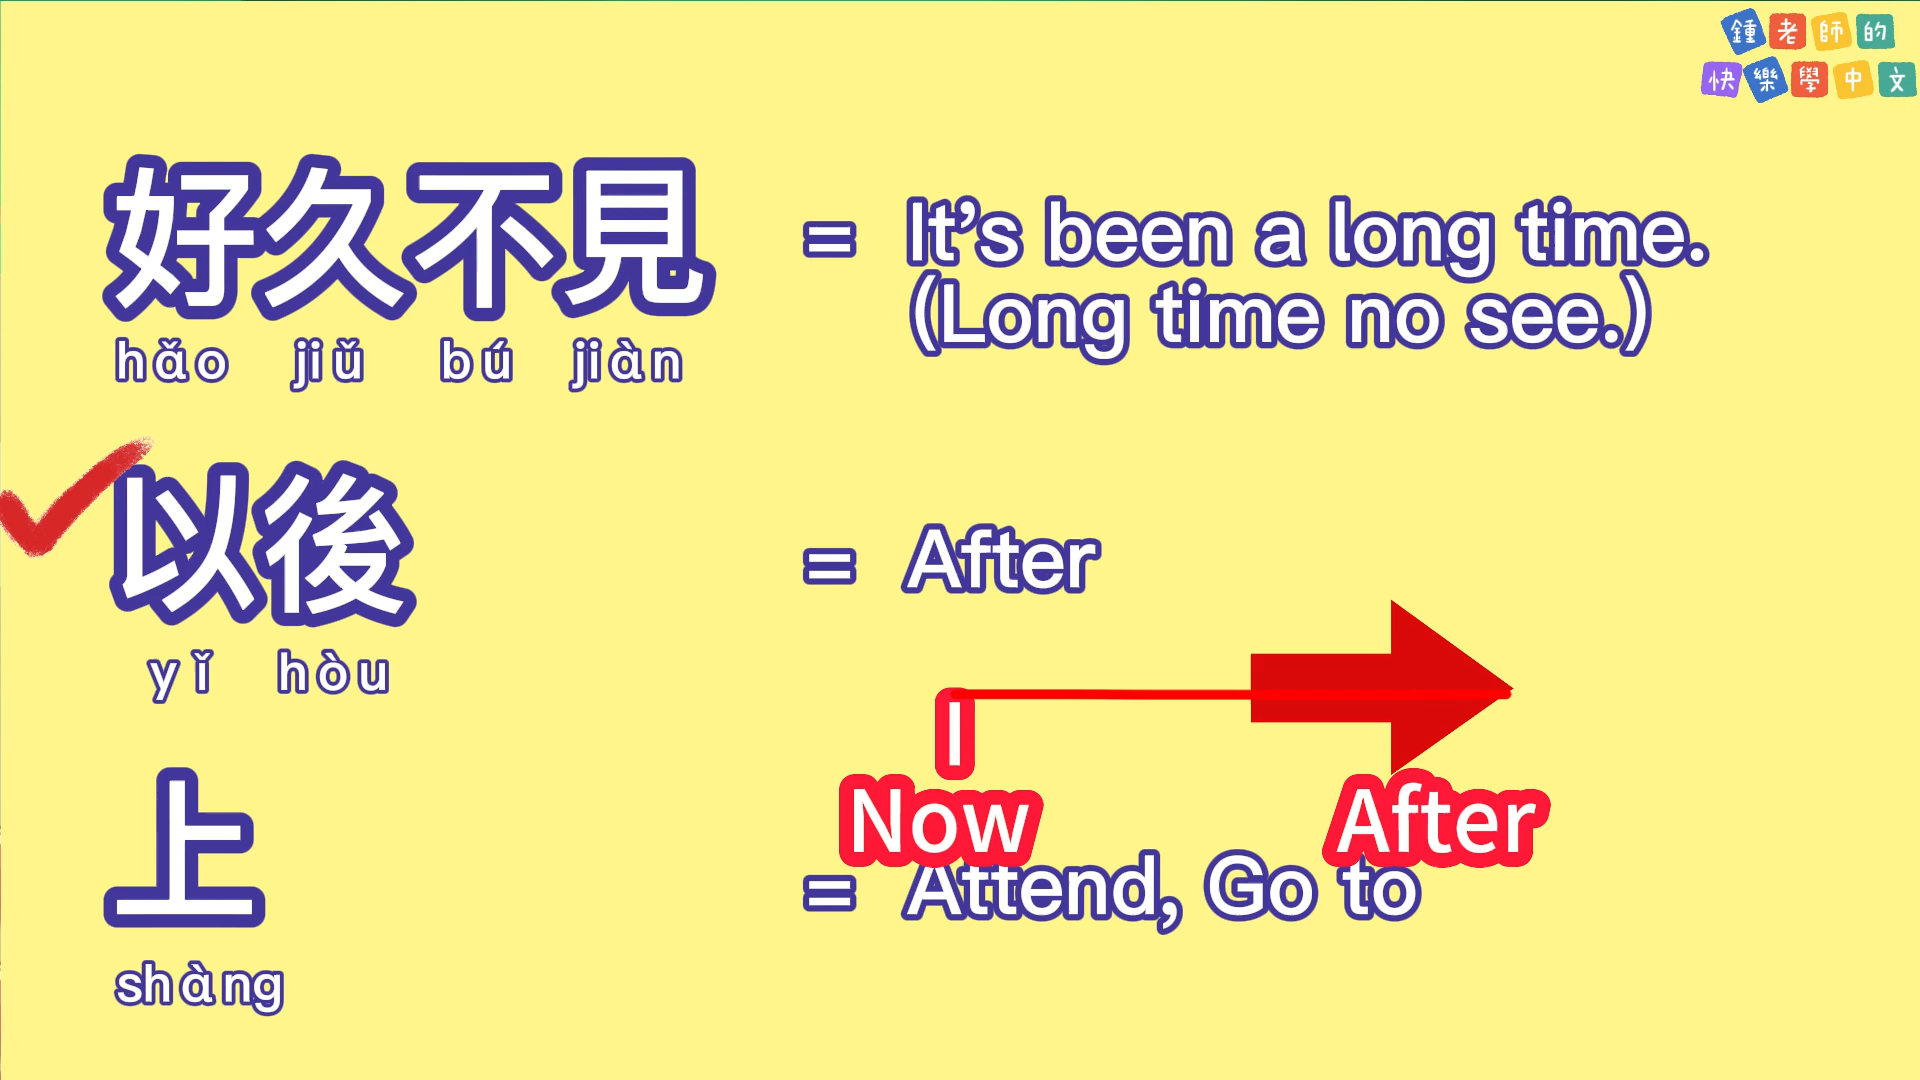 鍾老師的
快樂學中文
好久不見 = It's been a long time.
(Long time no see.)
hǎo jiǔ bú jiàn
以後 = After
yǐ hòu
Now After
上 = Attend, Go to
shàng